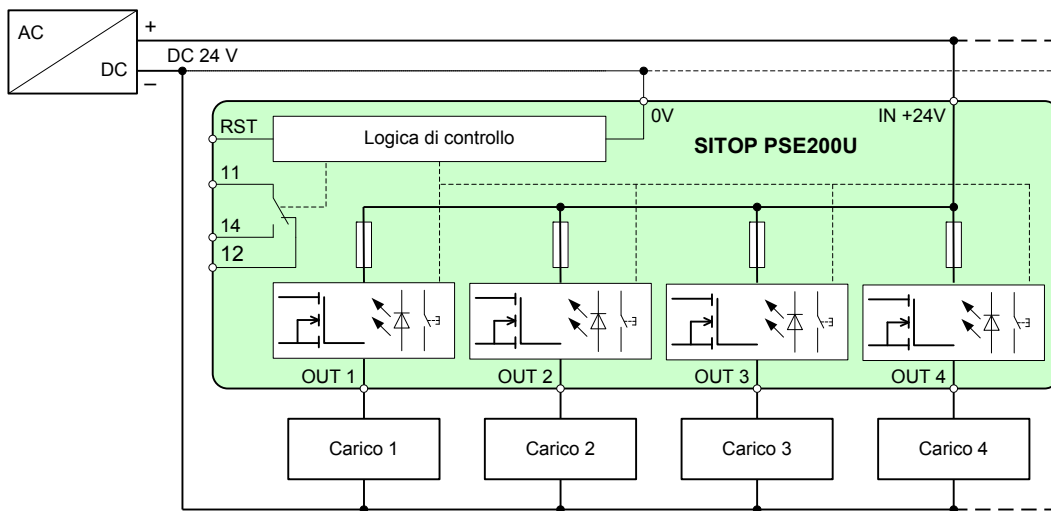 AC
+
DC
DC 24 V
–
RST
Logica di controllo
0V
IN +24V
SITOP PSE200U
11
14
12
OUT 1
OUT 2
OUT 3
OUT 4
Carico 1
Carico 2
Carico 3
Carico 4